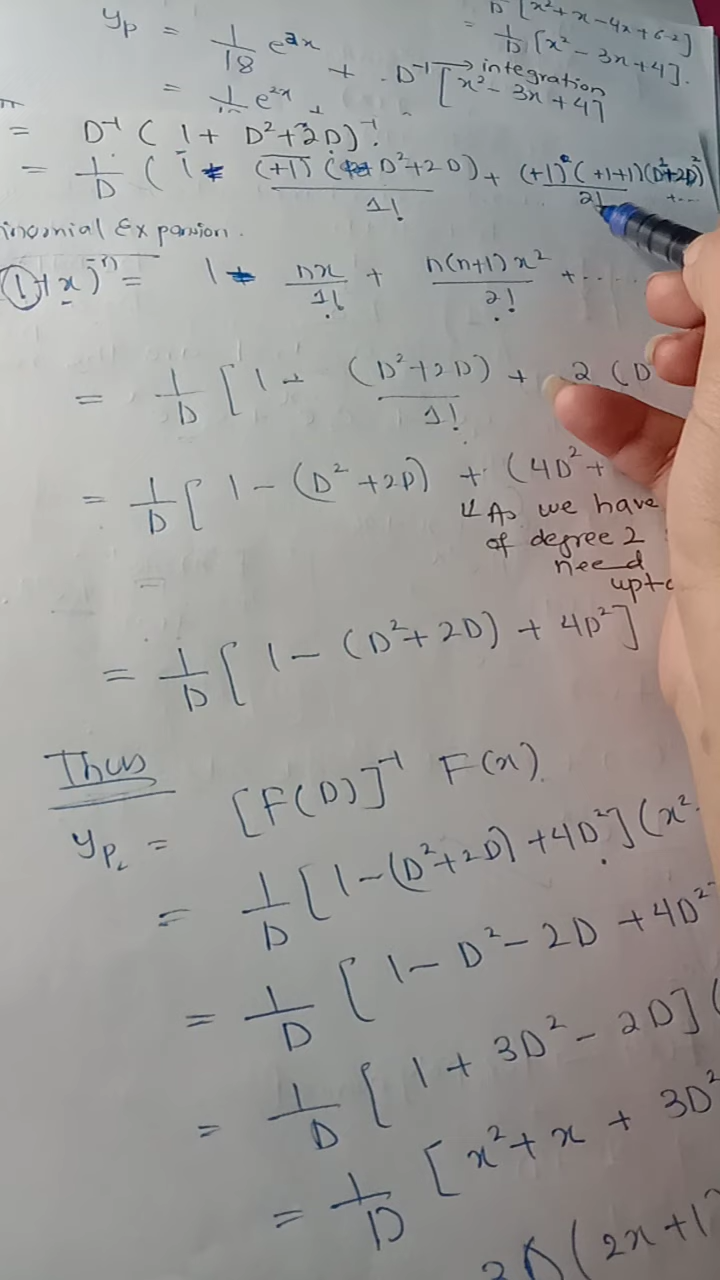 yp = 1/18 e^2x + D^-1 [x² - 3x + 4]
→ integration
= 1/D [x² + x - 4x + 6-2]
= 1/D [x² - 3x + 4].
= D^-1 ( 1 + D² + 2D)^-1
= 1/D ( 1 - (+1)(D²+2D)/1! + (+1)(+1+1)(D²+2D)²/2! + ...
inomial Expansion.
(1+x)^-n = 1 - nx/1! + n(n+1)x²/2! + ....
= 1/D [ 1 - (D²+2D)/1! + 2 (D
= 1/D [ 1 - (D² + 2D) + (4D² +
As we have
of degree 2
need
upto
= 1/D [ 1 - (D² + 2D) + 4D²]
Thus
yp = [F(D)]^-1 F(x)
= 1/D [1 - (D²+2D) + 4D²] (x²
= 1/D [ 1 - D² - 2D + 4D²
= 1/D [ 1 + 3D² - 2D] (
= 1/D [ x² + x + 3D²
(2x + 1